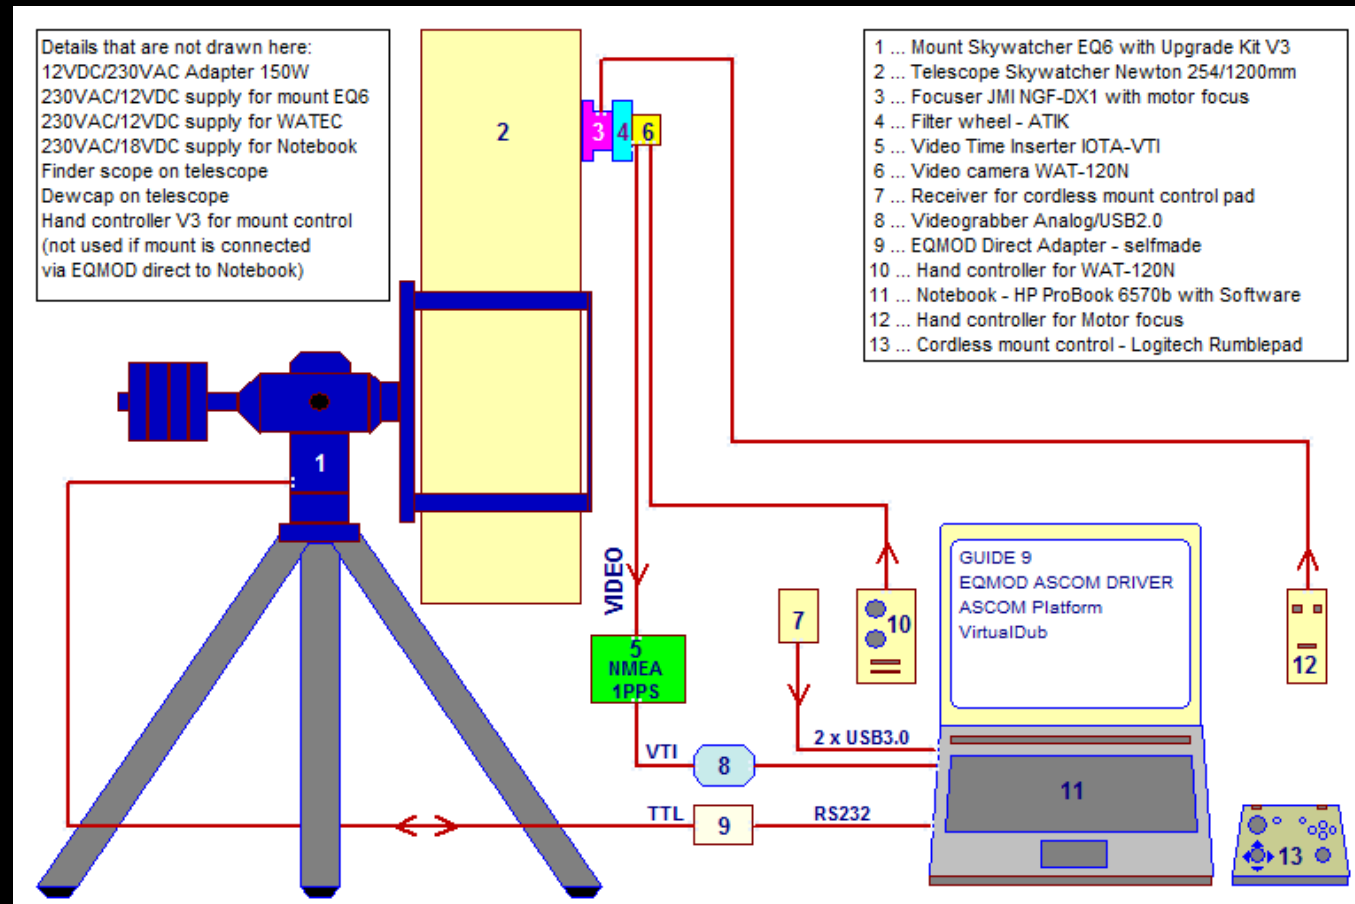 Details that are not drawn here:
12VDC/230VAC Adapter 150W
230VAC/12VDC supply for mount EQ6
230VAC/12VDC supply for WATEC
230VAC/18VDC supply for Notebook
Finder scope on telescope
Dewcap on telescope
Hand controller V3 for mount control
(not used if mount is connected
via EQMOD direct to Notebook)
1 ... Mount Skywatcher EQ6 with Upgrade Kit V3
2 ... Telescope Skywatcher Newton 254/1200mm
3 ... Focuser JMI NGF-DX1 with motor focus
4 ... Filter wheel - ATIK
5 ... Video Time Inserter IOTA-VTI
6 ... Video camera WAT-120N
7 ... Receiver for cordless mount control pad
8 ... Videograbber Analog/USB2.0
9 ... EQMOD Direct Adapter - selfmade
10 ... Hand controller for WAT-120N
11 ... Notebook - HP ProBook 6570b with Software
12 ... Hand controller for Motor focus
13 ... Cordless mount control - Logitech Rumblepad
2
3
4
6
1
VIDEO
5
NMEA
1PPS
7
10
GUIDE 9
EQMOD ASCOM DRIVER
ASCOM Platform
VirtualDub
12
2 x USB3.0
VTI
8
11
TTL
9
RS232
13